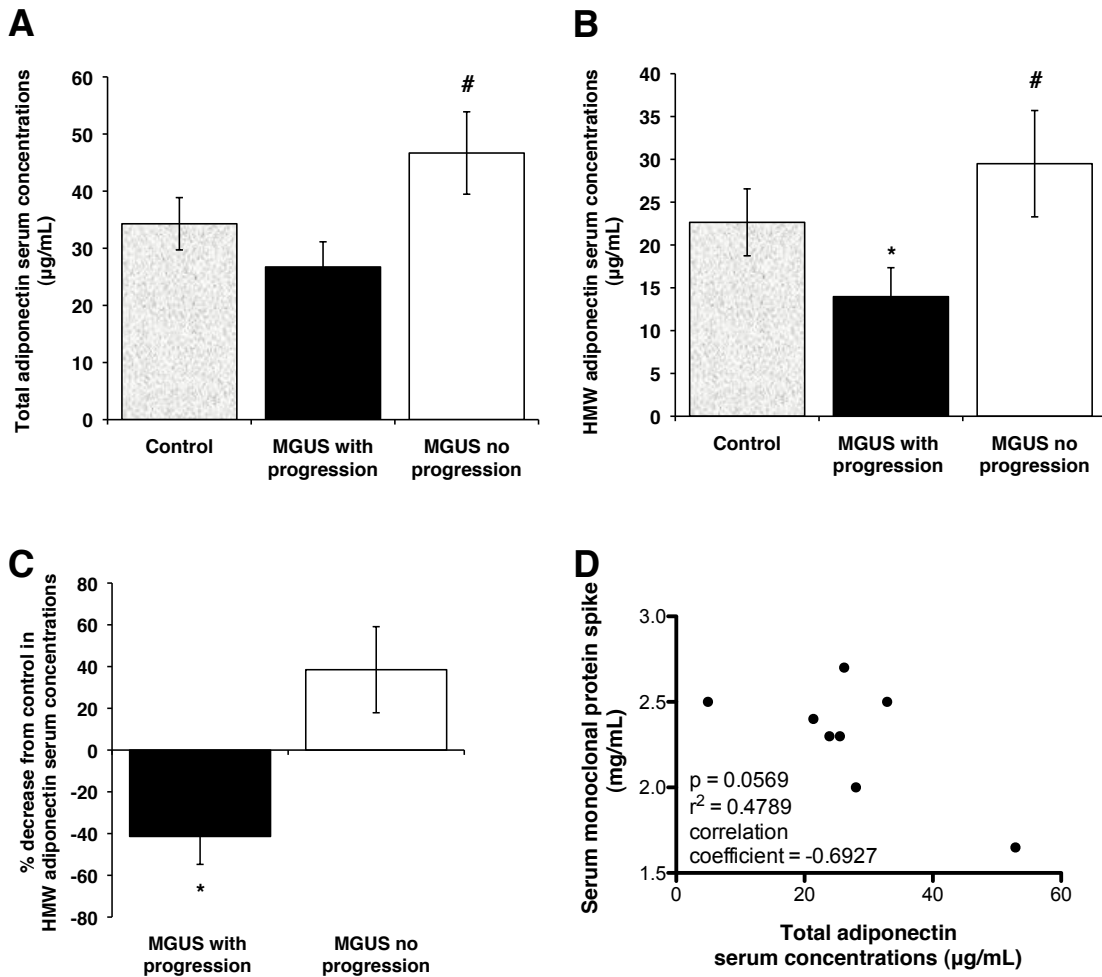 A
Total adiponectin serum concentrations
(µg/mL)
60
50
40
30
20
10
0
#
Control
MGUS with
progression
MGUS no
progression
B
HMW adiponectin serum concentrations
(µg/mL)
40
35
30
25
20
15
10
5
0
*
#
Control
MGUS with
progression
MGUS no
progression
C
% decrease from control in
HMW adiponectin serum concentrations
80
60
40
20
0
-20
-40
-60
-80
*
MGUS with
progression
MGUS no
progression
D
Serum monoclonal protein spike
(mg/mL)
3.0
2.5
2.0
1.5
p = 0.0569
r² = 0.4789
correlation
coefficient = -0.6927
0
20
40
60
Total adiponectin
serum concentrations (µg/mL)